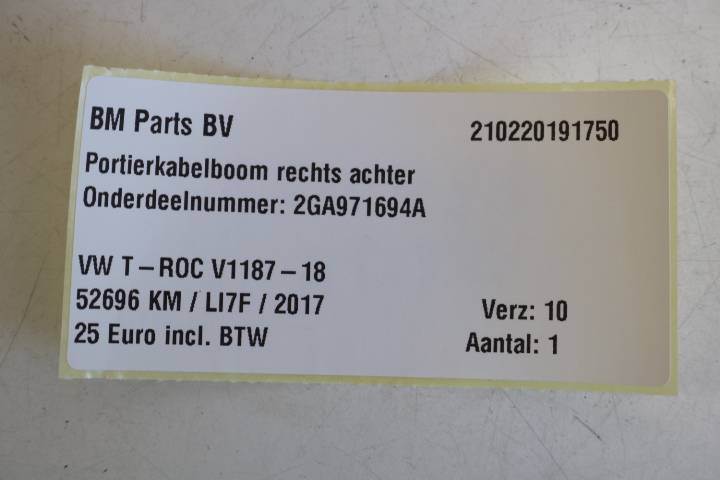 BM Parts BV 210220191750
Portierkabelboom rechts achter
Onderdeelnummer: 2GA971694A
VW T-ROC V1187-18
52696 KM / LI7F / 2017 Verz: 10
25 Euro incl. BTW Aantal: 1